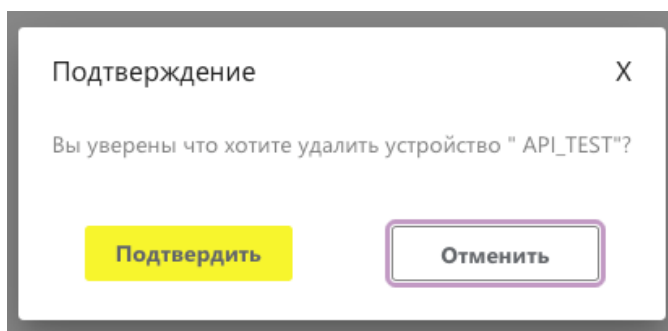 Подтверждение X
Вы уверены что хотите удалить устройство " API_TEST"?
Подтвердить Отменить